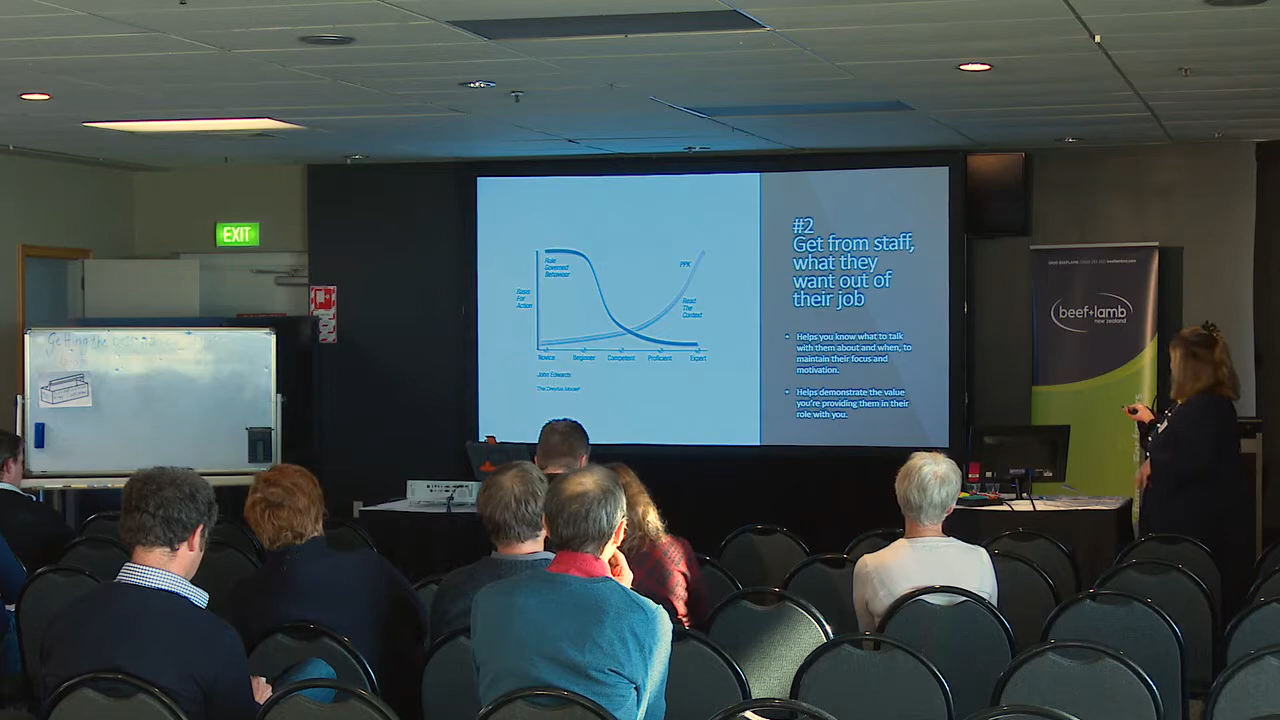 EXIT
Getting the
Rule
Governed
Behaviour
PPK
Basis
For
Action
Read
The
Context
Novice Beginner Competent Proficient Expert
John Edwards
The Dreyfus Model
#2
Get from staff,
what they
want out of
their job
Helps you know what to talk
with them about and when, to
maintain their focus and
motivation.
Helps demonstrate the value
you're providing them in their
role with you.
beef+lamb
new zealand